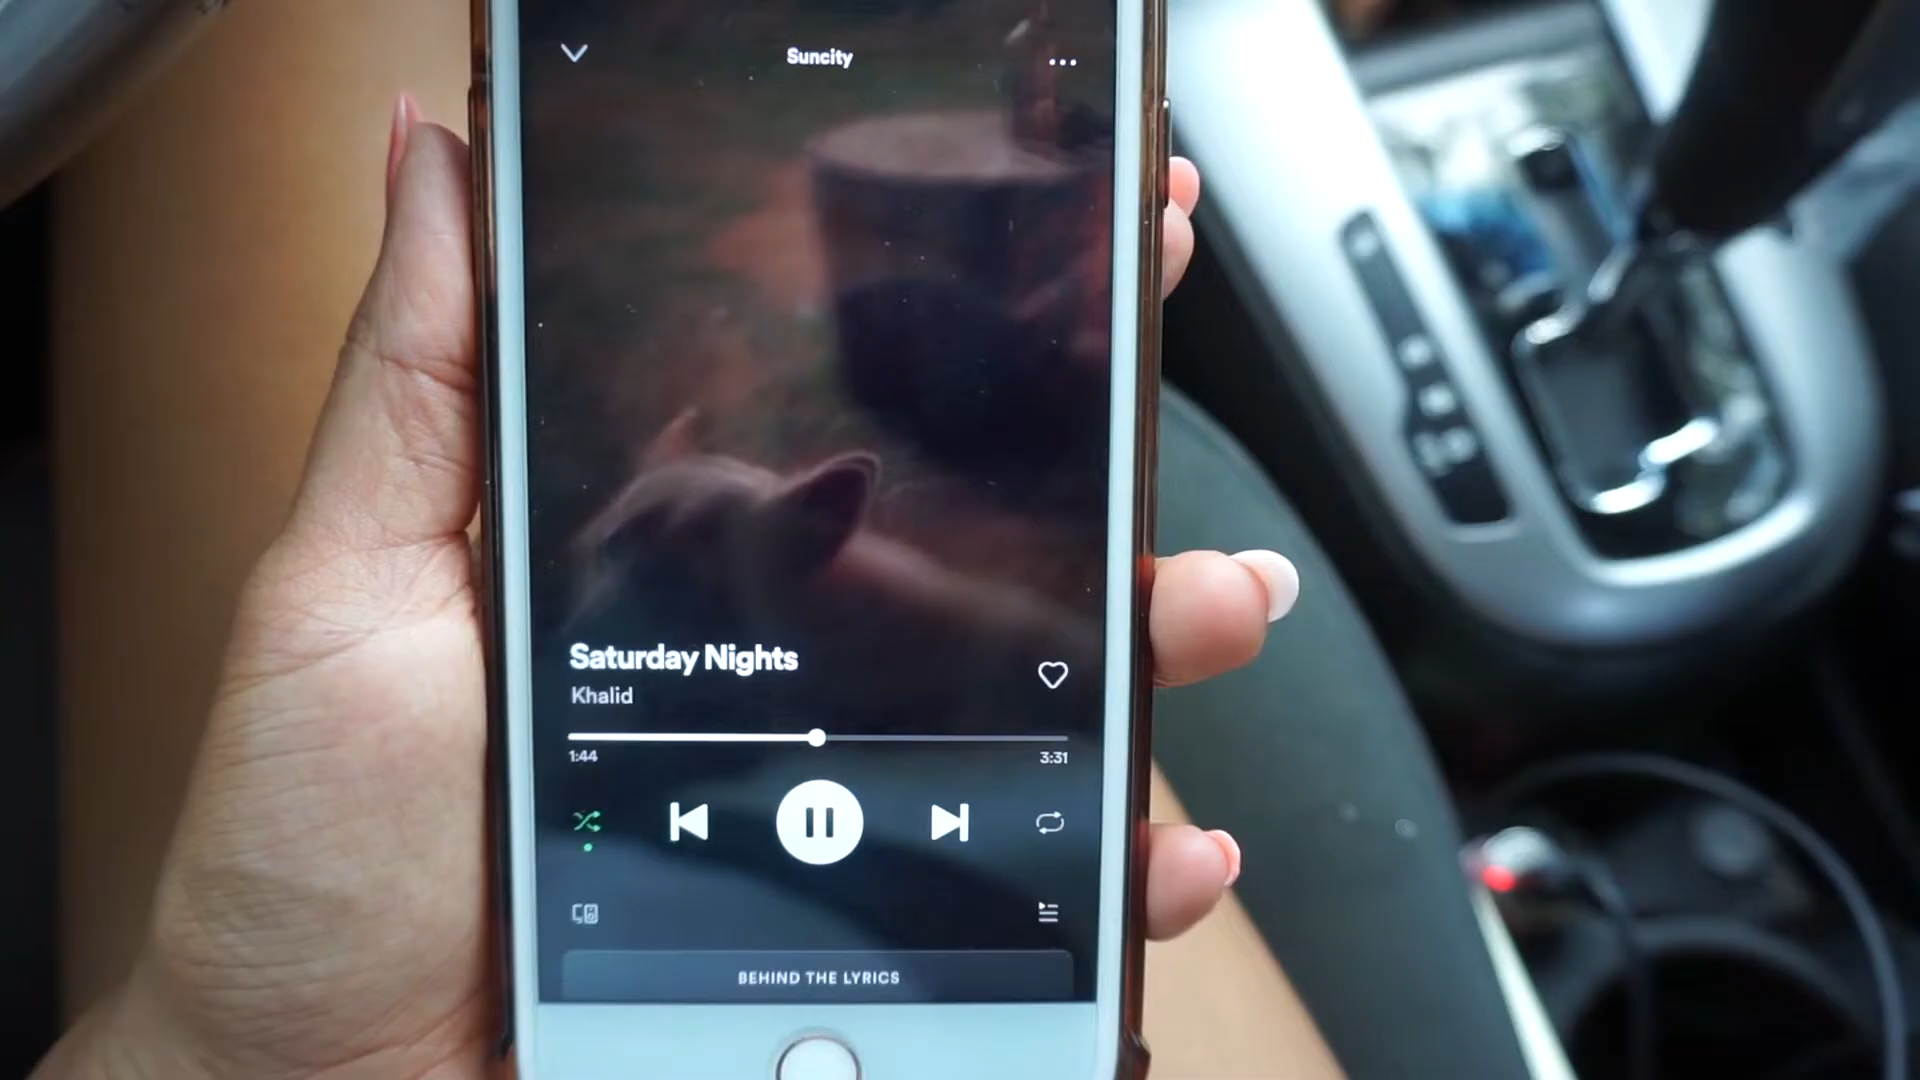 Suncity
Saturday Nights
Khalid
1:44
3:31
BEHIND THE LYRICS